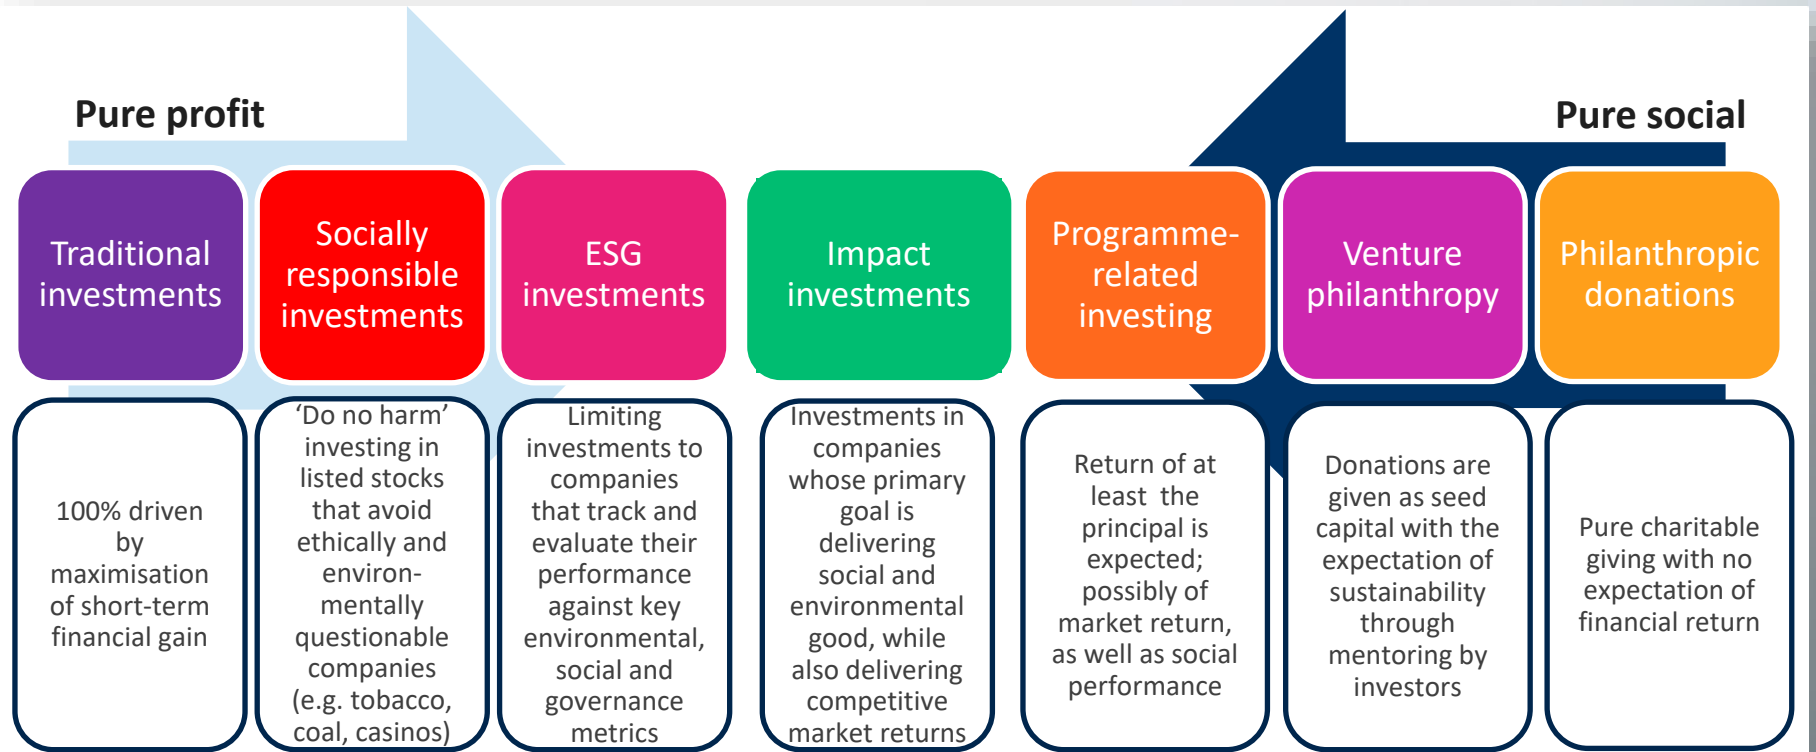 Pure profit
Pure social
Traditional
investments
Socially
responsible
investments
ESG
investments
Impact
investments
Programme-
related
investing
Venture
philanthropy
Philanthropic
donations
100% driven
by
maximisation
of short-term
financial gain
‘Do no harm’
investing in
listed stocks
that avoid
ethically and
environ-
mentally
questionable
companies
(e.g. tobacco,
coal, casinos)
Limiting
investments to
companies
that track and
evaluate their
performance
against key
environmental,
social and
governance
metrics
Investments in
companies
whose primary
goal is
delivering
social and
environmental
good, while
also delivering
competitive
market returns
Return of at
least the
principal is
expected;
possibly of
market return,
as well as social
performance
Donations are
given as seed
capital with the
expectation of
sustainability
through
mentoring by
investors
Pure charitable
giving with no
expectation of
financial return